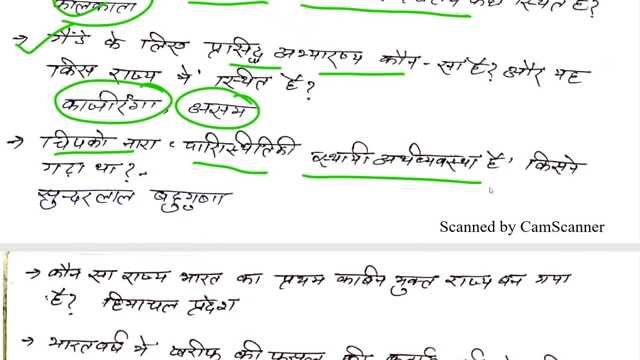 कोलकाता स्थित है?
→ गैंडे के लिए प्रसिद्ध अभ्यारण्य कौन-सा है? और यह
किस राज्य में स्थित है?
काजीरंगा, असम
→ चिपको नारा "पारिस्थितिकी स्थायी अर्थव्यवस्था है" किसने
गढ़ा था? -
सुन्दरलाल बहुगुणा
Scanned by CamScanner
→ कौन सा राज्य भारत का प्रथम कार्बन मुक्त राज्य बन गया
है? हिमाचल प्रदेश
→ भारतवर्ष में खरीफ की फसल की